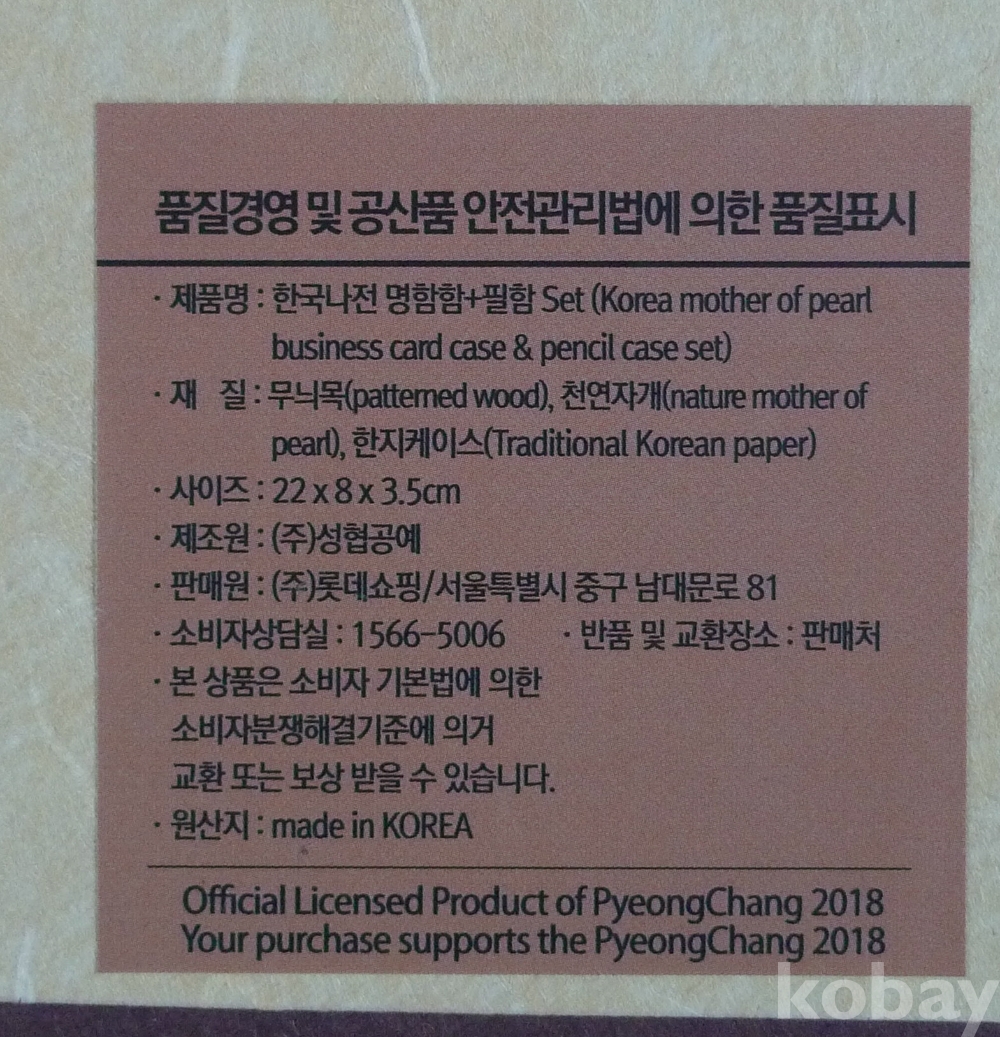 품질경영 및 공산품 안전관리법에 의한 품질표시
· 제품명 : 한국나전 명함함+필함 Set (Korea mother of pearl
business card case & pencil case set)
· 재 질 : 무늬목(patterned wood), 천연자개(nature mother of
pearl), 한지케이스(Traditional Korean paper)
· 사이즈 : 22 x 8 x 3.5cm
· 제조원 : (주)성협공예
· 판매원 : (주)롯데쇼핑/서울특별시 중구 남대문로 81
· 소비자상담실 : 1566-5006 · 반품 및 교환장소 : 판매처
· 본 상품은 소비자 기본법에 의한
소비자분쟁해결기준에 의거
교환 또는 보상 받을 수 있습니다.
· 원산지 : made in KOREA
Official Licensed Product of PyeongChang 2018
Your purchase supports the PyeongChang 2018
kobay